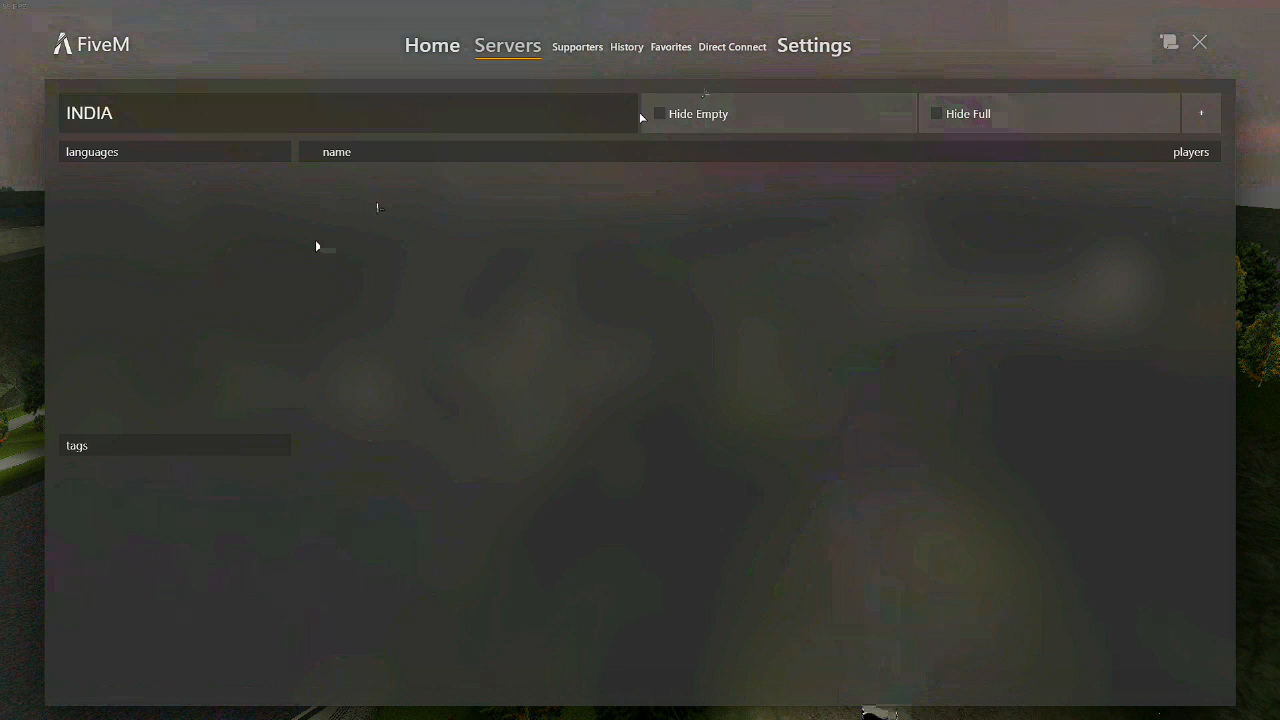 FiveM
Home Servers Supporters History Favorites Direct Connect Settings
INDIA
Hide Empty
Hide Full
+
languages
name
players
tags